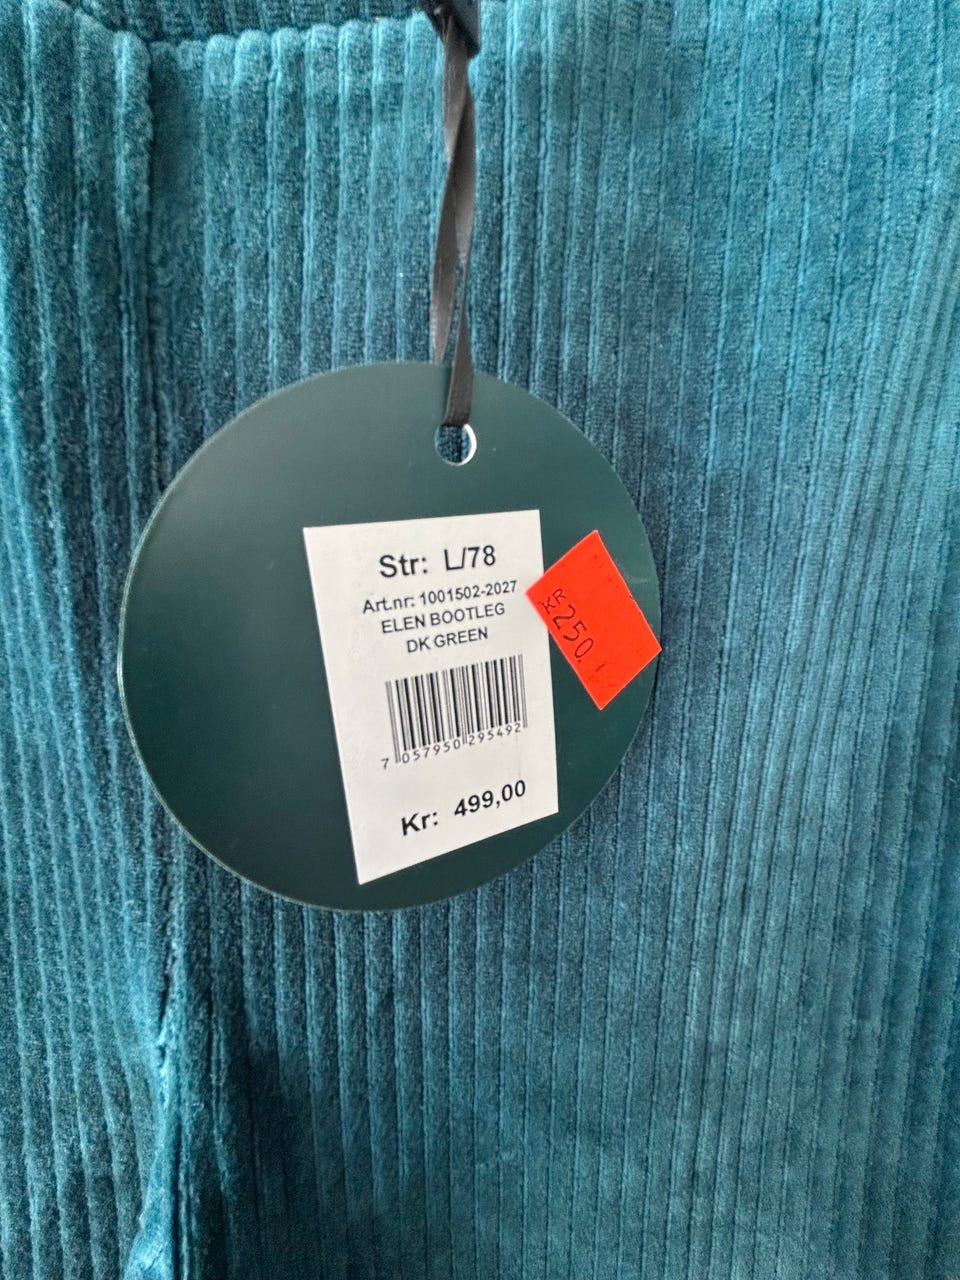 Str: L/78
Art.nr: 1001502-2027
ELEN BOOTLEG
DK GREEN
7 057950 295492
Kr: 499,00
KR
250.